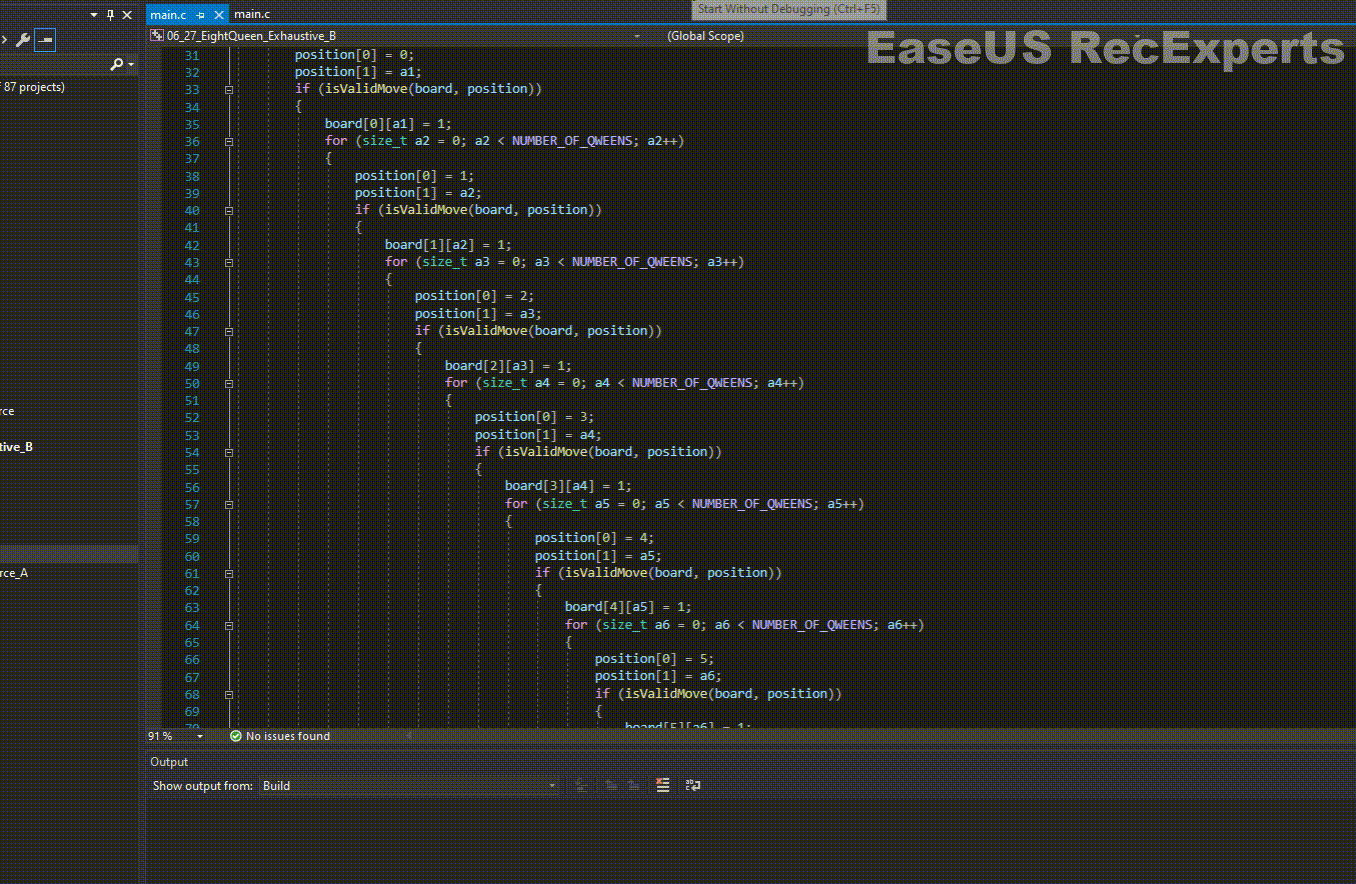 Start Without Debugging (Ctrl+F5)
main.c main.c
06_27_EightQueen_Exhaustive_B (Global Scope)
EaseUS RecExperts
87 projects)
rce
tive_B
rce_A
31 position[0] = 0;
32 position[1] = a1;
33 if (isValidMove(board, position))
34 {
35 board[0][a1] = 1;
36 for (size_t a2 = 0; a2 < NUMBER_OF_QWEENS; a2++)
37 {
38 position[0] = 1;
39 position[1] = a2;
40 if (isValidMove(board, position))
41 {
42 board[1][a2] = 1;
43 for (size_t a3 = 0; a3 < NUMBER_OF_QWEENS; a3++)
44 {
45 position[0] = 2;
46 position[1] = a3;
47 if (isValidMove(board, position))
48 {
49 board[2][a3] = 1;
50 for (size_t a4 = 0; a4 < NUMBER_OF_QWEENS; a4++)
51 {
52 position[0] = 3;
53 position[1] = a4;
54 if (isValidMove(board, position))
55 {
56 board[3][a4] = 1;
57 for (size_t a5 = 0; a5 < NUMBER_OF_QWEENS; a5++)
58 {
59 position[0] = 4;
60 position[1] = a5;
61 if (isValidMove(board, position))
62 {
63 board[4][a5] = 1;
64 for (size_t a6 = 0; a6 < NUMBER_OF_QWEENS; a6++)
65 {
66 position[0] = 5;
67 position[1] = a6;
68 if (isValidMove(board, position))
69 {
70 board[5][a6] = 1;
91 % No issues found
Output
Show output from: Build